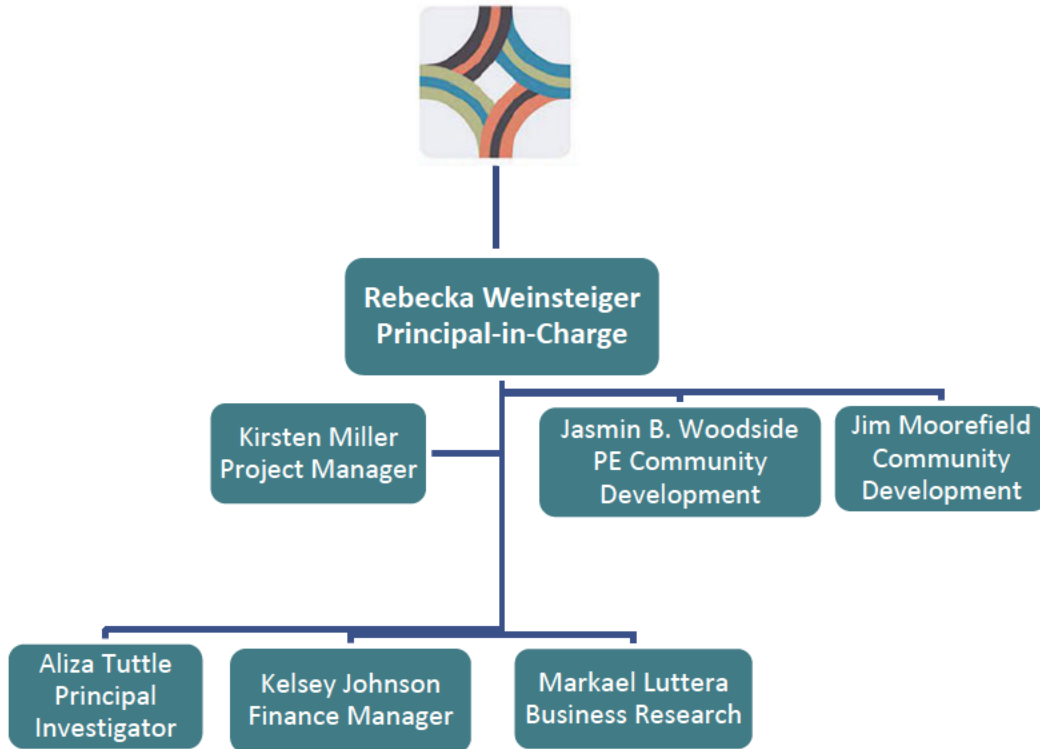 Rebecka Weinsteiger
Principal-in-Charge
Kirsten Miller
Project Manager
Jasmin B. Woodside
PE Community
Development
Jim Moorefield
Community
Development
Aliza Tuttle
Principal
Investigator
Kelsey Johnson
Finance Manager
Markael Luttera
Business Research